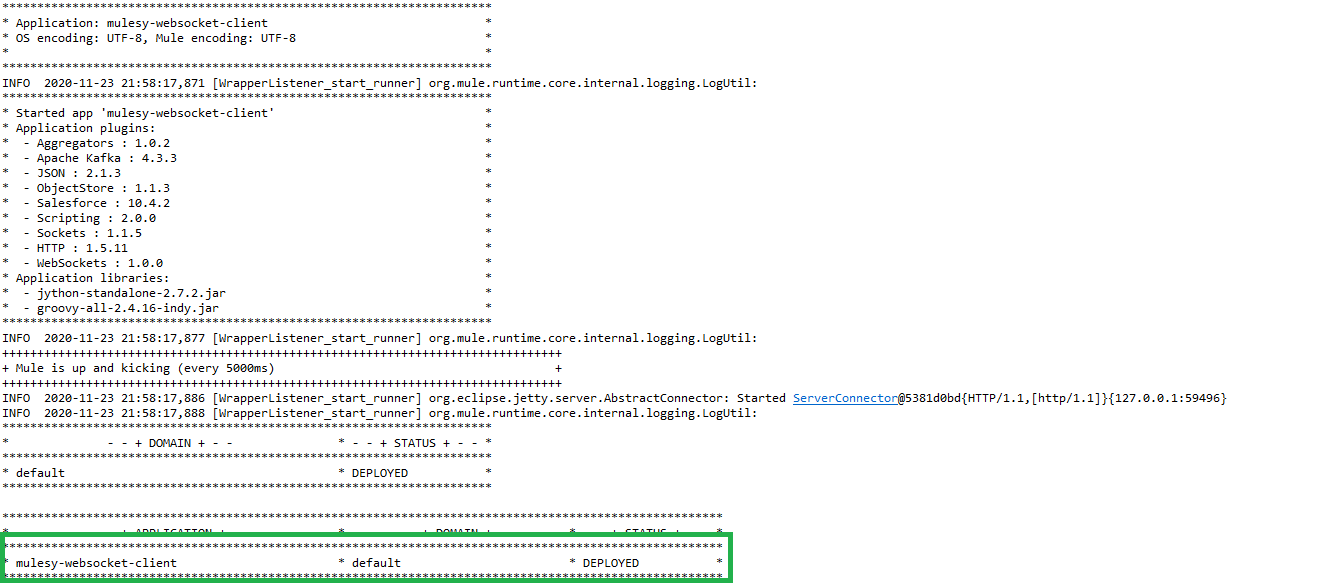 **********************************************************************
* Application: mulesy-websocket-client                               *
* OS encoding: UTF-8, Mule encoding: UTF-8                           *
*                                                                    *
**********************************************************************
INFO  2020-11-23 21:58:17,871 [WrapperListener_start_runner] org.mule.runtime.core.internal.logging.LogUtil:
**********************************************************************
* Started app 'mulesy-websocket-client'                              *
* Application plugins:                                               *
*  - Aggregators : 1.0.2                                             *
*  - Apache Kafka : 4.3.3                                            *
*  - JSON : 2.1.3                                                    *
*  - ObjectStore : 1.1.3                                             *
*  - Salesforce : 10.4.2                                             *
*  - Scripting : 2.0.0                                               *
*  - Sockets : 1.1.5                                                 *
*  - HTTP : 1.5.11                                                   *
*  - WebSockets : 1.0.0                                              *
* Application libraries:                                             *
*  - jython-standalone-2.7.2.jar                                     *
*  - groovy-all-2.4.16-indy.jar                                      *
**********************************************************************
INFO  2020-11-23 21:58:17,877 [WrapperListener_start_runner] org.mule.runtime.core.internal.logging.LogUtil:
++++++++++++++++++++++++++++++++++++++++++++++++++++++++++++++++++++++++++++++++
+ Mule is up and kicking (every 5000ms)                                        +
++++++++++++++++++++++++++++++++++++++++++++++++++++++++++++++++++++++++++++++++
INFO  2020-11-23 21:58:17,886 [WrapperListener_start_runner] org.eclipse.jetty.server.AbstractConnector: Started ServerConnector@5381d0bd{HTTP/1.1,[http/1.1]}{127.0.0.1:59496}
INFO  2020-11-23 21:58:17,888 [WrapperListener_start_runner] org.mule.runtime.core.internal.logging.LogUtil:
**********************************************************************
*              - - + DOMAIN + - -               * - - + STATUS + - - *
**********************************************************************
* default                                       * DEPLOYED           *
**********************************************************************
*******************************************************************************************************
* + APPLICATION + * + DOMAIN + * + STATUS + *
*******************************************************************************************************
* mulesy-websocket-client                       * default                        * DEPLOYED           *
*******************************************************************************************************